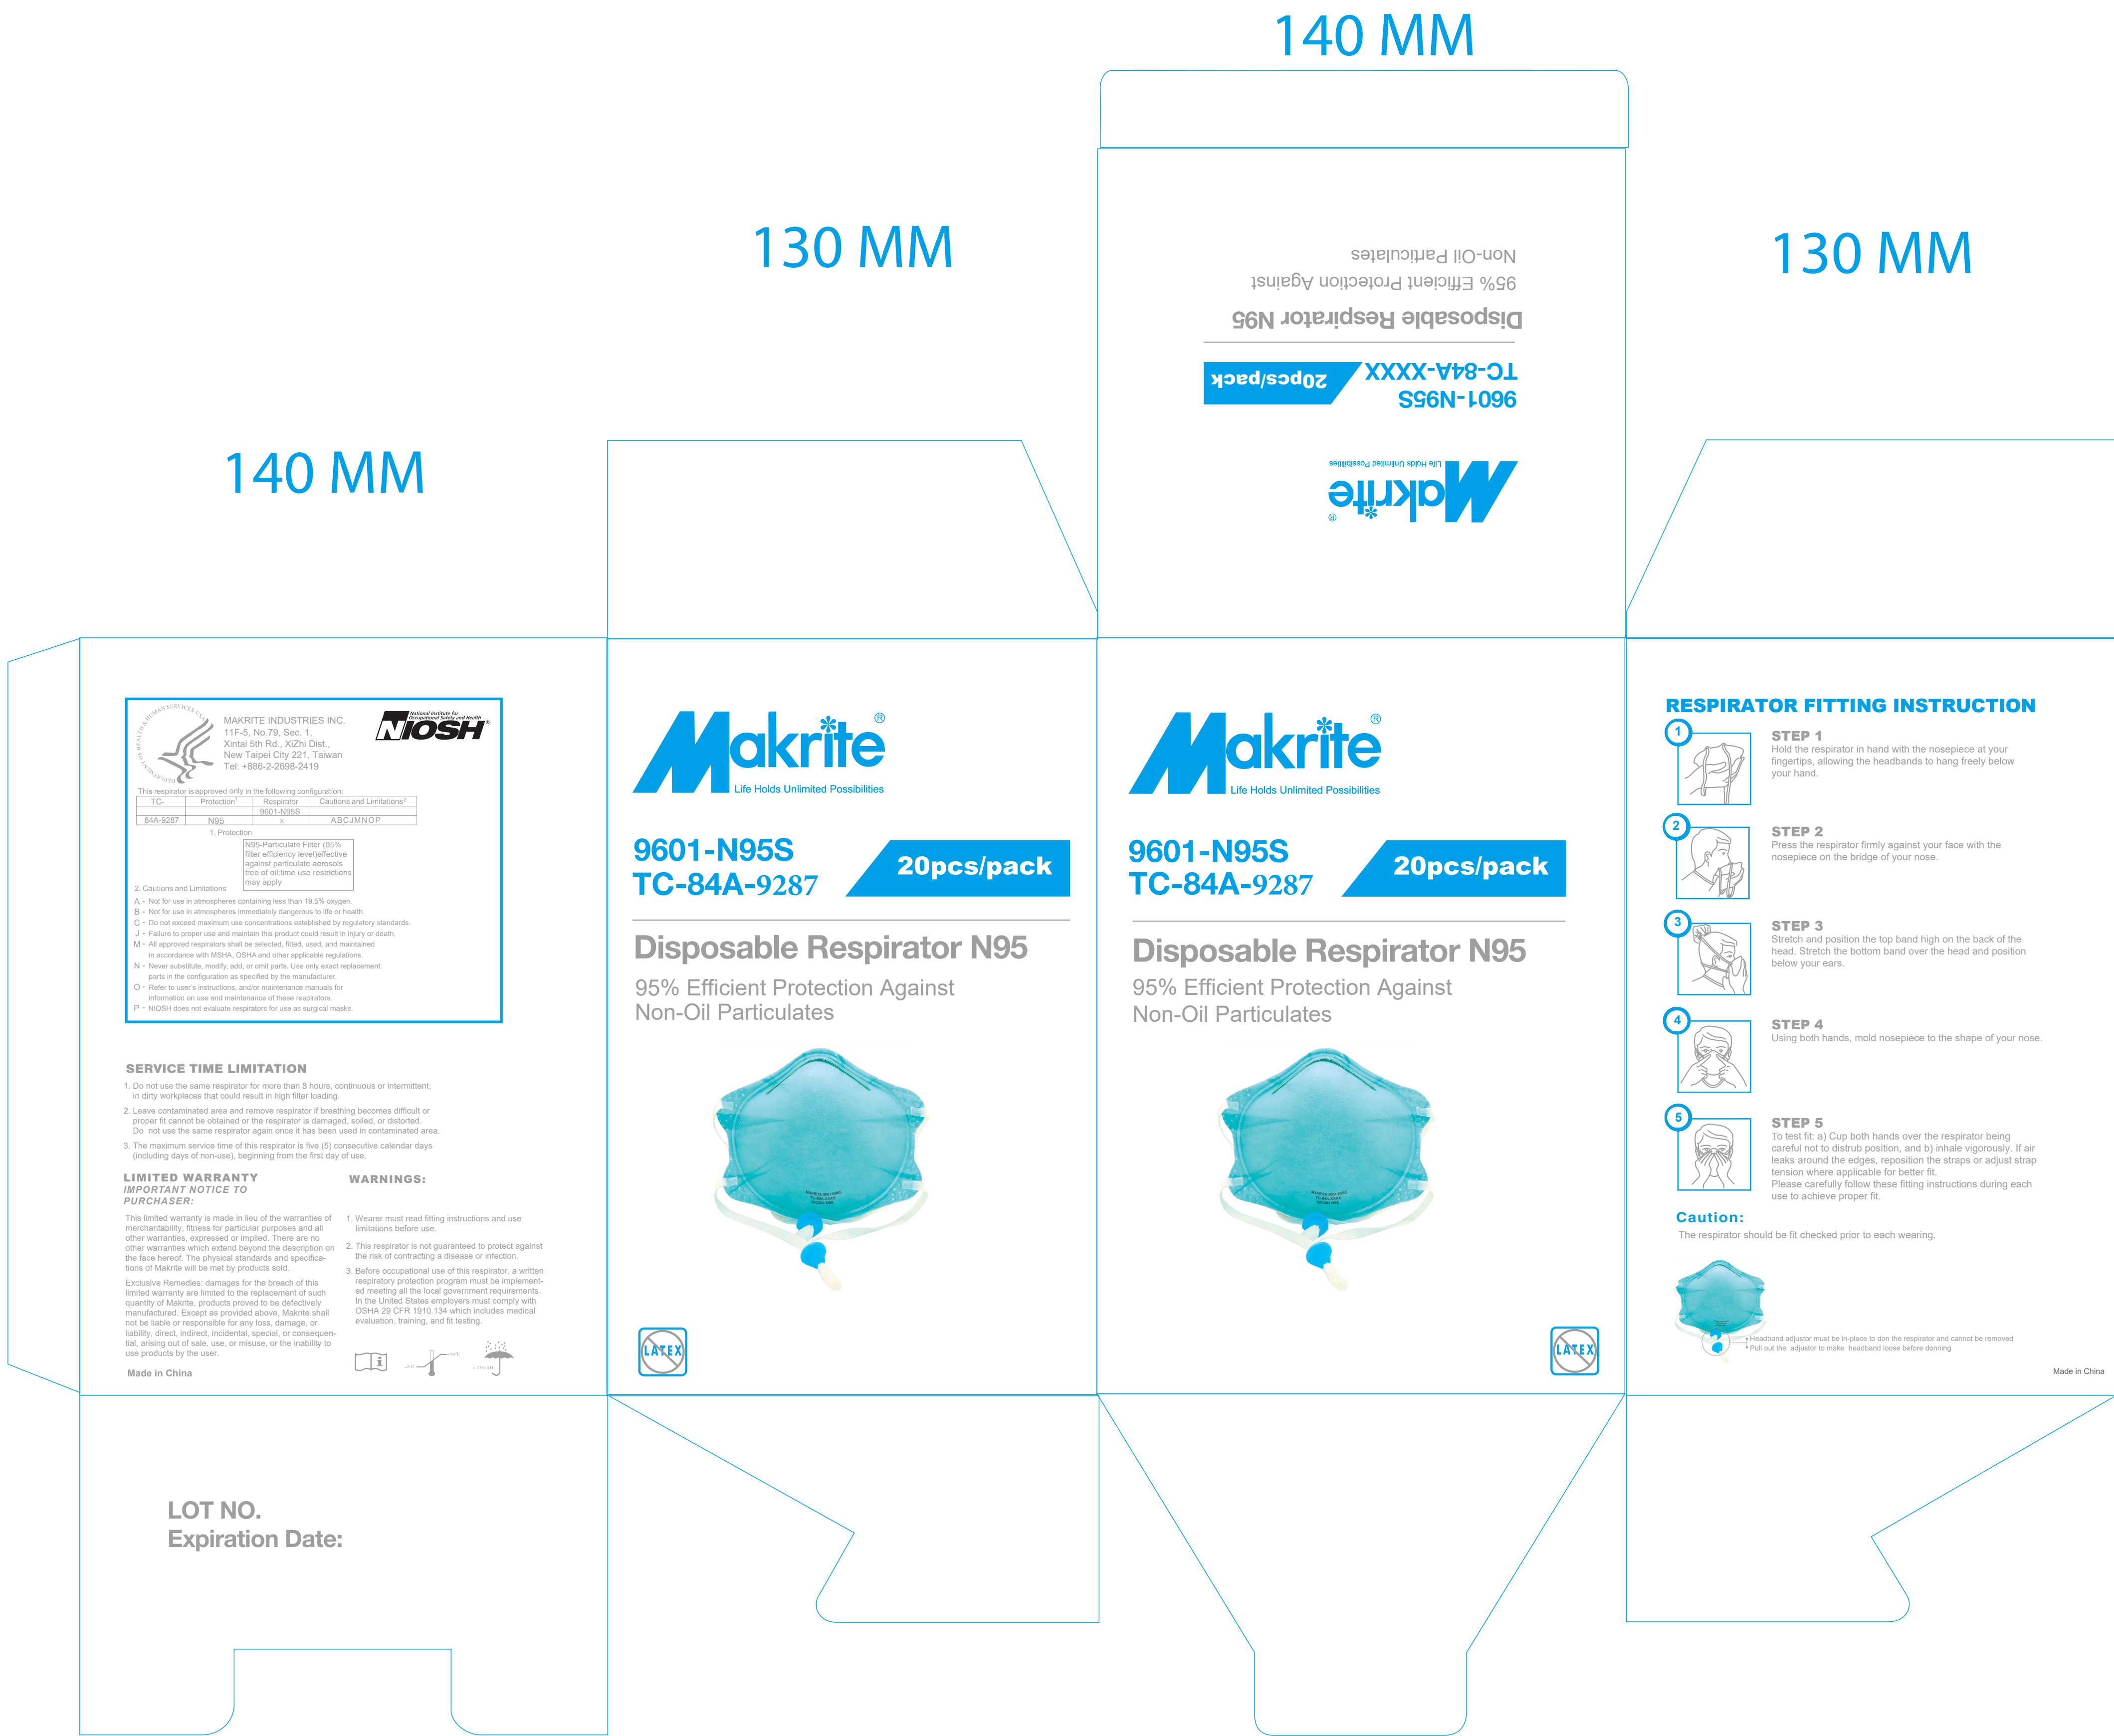 140 MM
130 MM
130 MM
140 MM
Makrite®
Life Holds Unlimited Possibilities
9601-N95S
TC-84A-XXXX
20pcs/pack
Disposable Respirator N95
95% Efficient Protection Against
Non-Oil Particulates
DEPARTMENT OF HEALTH & HUMAN SERVICES·USA
MAKRITE INDUSTRIES INC.
11F-5, No.79, Sec. 1,
Xintai 5th Rd., XiZhi Dist.,
New Taipei City 221, Taiwan
Tel: +886-2-2698-2419
National Institute for
Occupational Safety and Health
NIOSH®
This respirator is approved only in the following configuration:
TC- Protection1 Respirator Cautions and Limitations2
9601-N95S
84A-9287 N95 X ABCJMNOP
1. Protection
N95-Particulate Filter (95%
filter efficiency level)effective
against particulate aerosols
free of oil;time use restrictions
may apply
2. Cautions and Limitations
A - Not for use in atmospheres containing less than 19.5% oxygen.
B - Not for use in atmospheres immediately dangerous to life or health.
C - Do not exceed maximum use concentrations established by regulatory standards.
J - Failure to proper use and maintain this product could result in injury or death.
M - All approved respirators shall be selected, fitted, used, and maintained
in accordance with MSHA, OSHA and other applicable regulations.
N - Never substitute, modify, add, or omit parts. Use only exact replacement
parts in the configuration as specified by the manufacturer.
O - Refer to user's instructions, and/or maintenance manuals for
information on use and maintenance of these respirators.
P - NIOSH does not evaluate respirators for use as surgical masks.
SERVICE TIME LIMITATION
1. Do not use the same respirator for more than 8 hours, continuous or intermittent,
in dirty workplaces that could result in high filter loading.
2. Leave contaminated area and remove respirator if breathing becomes difficult or
proper fit cannot be obtained or the respirator is damaged, soiled, or distorted.
Do not use the same respirator again once it has been used in contaminated area.
3. The maximum service time of this respirator is five (5) consecutive calendar days
(including days of non-use), beginning from the first day of use.
LIMITED WARRANTY
IMPORTANT NOTICE TO
PURCHASER:
This limited warranty is made in lieu of the warranties of
merchantability, fitness for particular purposes and all
other warranties, expressed or implied. There are no
other warranties which extend beyond the description on
the face hereof. The physical standards and specifica-
tions of Makrite will be met by products sold.
Exclusive Remedies: damages for the breach of this
limited warranty are limited to the replacement of such
quantity of Makrite, products proved to be defectively
manufactured. Except as provided above, Makrite shall
not be liable or responsible for any loss, damage, or
liability, direct, indirect, incidental, special, or consequen-
tial, arising out of sale, use, or misuse, or the inability to
use products by the user.
Made in China
WARNINGS:
1. Wearer must read fitting instructions and use
limitations before use.
2. This respirator is not guaranteed to protect against
the risk of contracting a disease or infection.
3. Before occupational use of this respirator, a written
respiratory protection program must be implement-
ed meeting all the local government requirements.
In the United States employers must comply with
OSHA 29 CFR 1910.134 which includes medical
evaluation, training, and fit testing.
LOT NO.
Expiration Date:
Makrite®
Life Holds Unlimited Possibilities
9601-N95S
TC-84A-9287
20pcs/pack
Disposable Respirator N95
95% Efficient Protection Against
Non-Oil Particulates
LATEX
Makrite®
Life Holds Unlimited Possibilities
9601-N95S
TC-84A-9287
20pcs/pack
Disposable Respirator N95
95% Efficient Protection Against
Non-Oil Particulates
LATEX
RESPIRATOR FITTING INSTRUCTION
1
STEP 1
Hold the respirator in hand with the nosepiece at your
fingertips, allowing the headbands to hang freely below
your hand.
2
STEP 2
Press the respirator firmly against your face with the
nosepiece on the bridge of your nose.
3
STEP 3
Stretch and position the top band high on the back of the
head. Stretch the bottom band over the head and position
below your ears.
4
STEP 4
Using both hands, mold nosepiece to the shape of your nose.
5
STEP 5
To test fit: a) Cup both hands over the respirator being
careful not to distrub position, and b) inhale vigorously. If air
leaks around the edges, reposition the straps or adjust strap
tension where applicable for better fit.
Please carefully follow these fitting instructions during each
use to achieve proper fit.
Caution:
The respirator should be fit checked prior to each wearing.
Headband adjustor must be in-place to don the respirator and cannot be removed
Pull out the adjustor to make headband loose before donning
Made in China